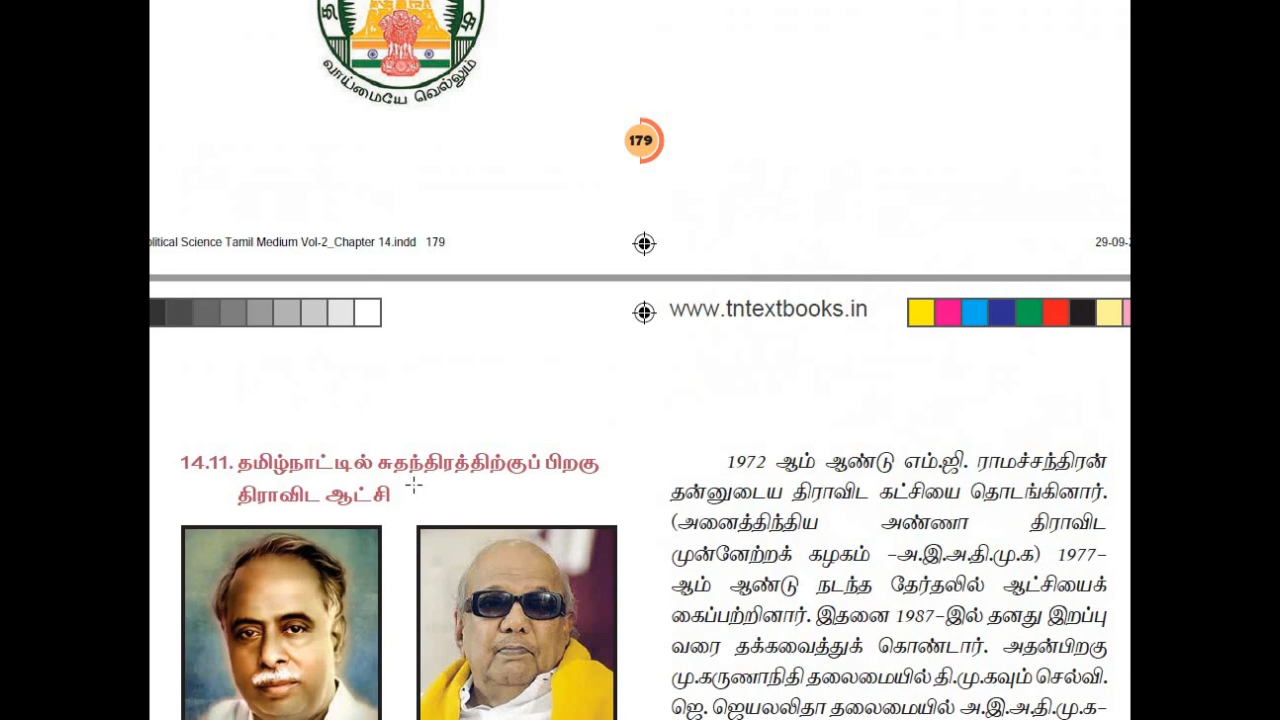 வாய்மையே வெல்லும்
179
olitical Science Tamil Medium Vol-2_Chapter 14.indd 179
29-09-2
www.tntextbooks.in
14.11. தமிழ்நாட்டில் சுதந்திரத்திற்குப் பிறகு
திராவிட ஆட்சி
1972 ஆம் ஆண்டு எம்.ஜி. ராமச்சந்திரன்
தன்னுடைய திராவிட கட்சியை தொடங்கினார்.
(அனைத்திந்திய அண்ணா திராவிட
முன்னேற்றக் கழகம் -அ.இ.அ.தி.மு.க) 1977-
ஆம் ஆண்டு நடந்த தேர்தலில் ஆட்சியைக்
கைப்பற்றினார். இதனை 1987-இல் தனது இறப்பு
வரை தக்கவைத்துக் கொண்டார். அதன்பிறகு
மு.கருணாநிதி தலைமையில் தி.மு.கவும் செல்வி.
ஜெ. ஜெயலலிதா தலைமையில் அ.இ.அ.தி.மு.க-